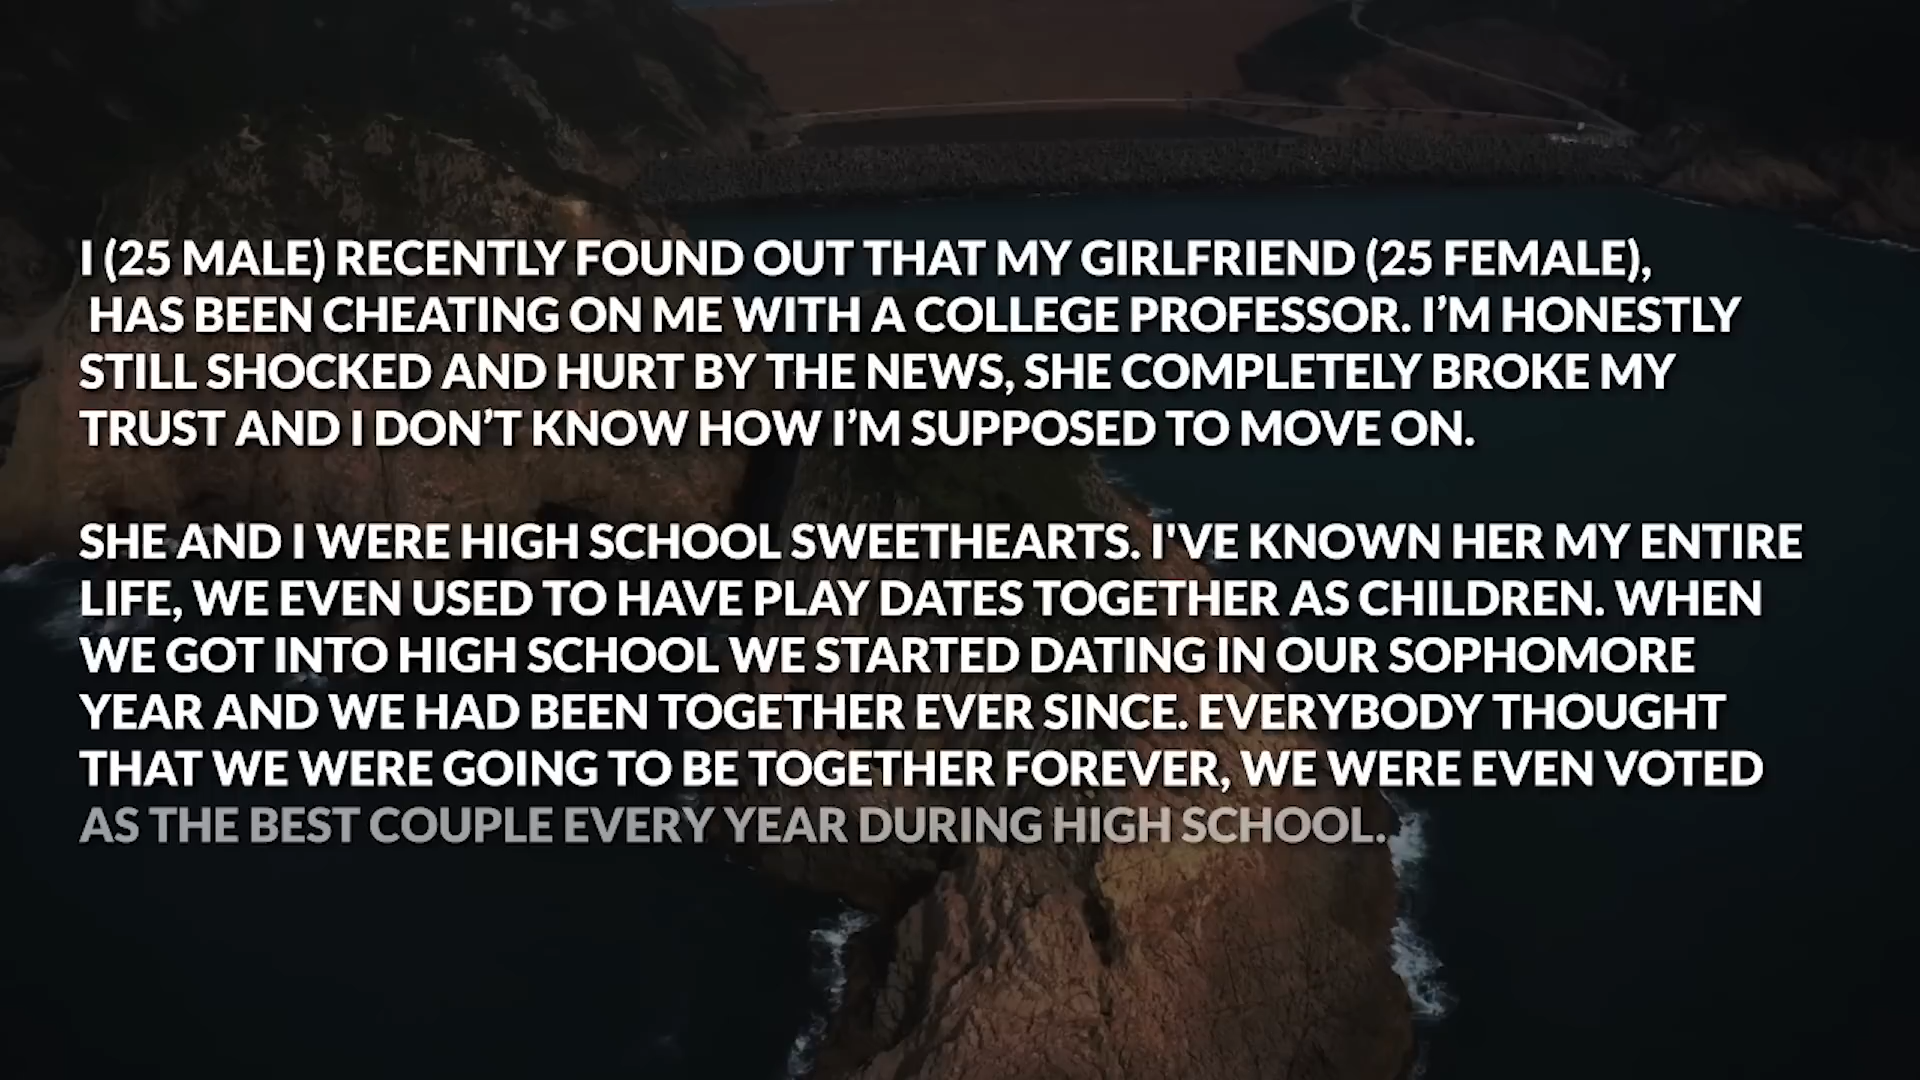 I (25 MALE) RECENTLY FOUND OUT THAT MY GIRLFRIEND (25 FEMALE),
HAS BEEN CHEATING ON ME WITH A COLLEGE PROFESSOR. I’M HONESTLY
STILL SHOCKED AND HURT BY THE NEWS, SHE COMPLETELY BROKE MY
TRUST AND I DON’T KNOW HOW I’M SUPPOSED TO MOVE ON.
SHE AND I WERE HIGH SCHOOL SWEETHEARTS. I'VE KNOWN HER MY ENTIRE
LIFE, WE EVEN USED TO HAVE PLAY DATES TOGETHER AS CHILDREN. WHEN
WE GOT INTO HIGH SCHOOL WE STARTED DATING IN OUR SOPHOMORE
YEAR AND WE HAD BEEN TOGETHER EVER SINCE. EVERYBODY THOUGHT
THAT WE WERE GOING TO BE TOGETHER FOREVER, WE WERE EVEN VOTED
AS THE BEST COUPLE EVERY YEAR DURING HIGH SCHOOL.